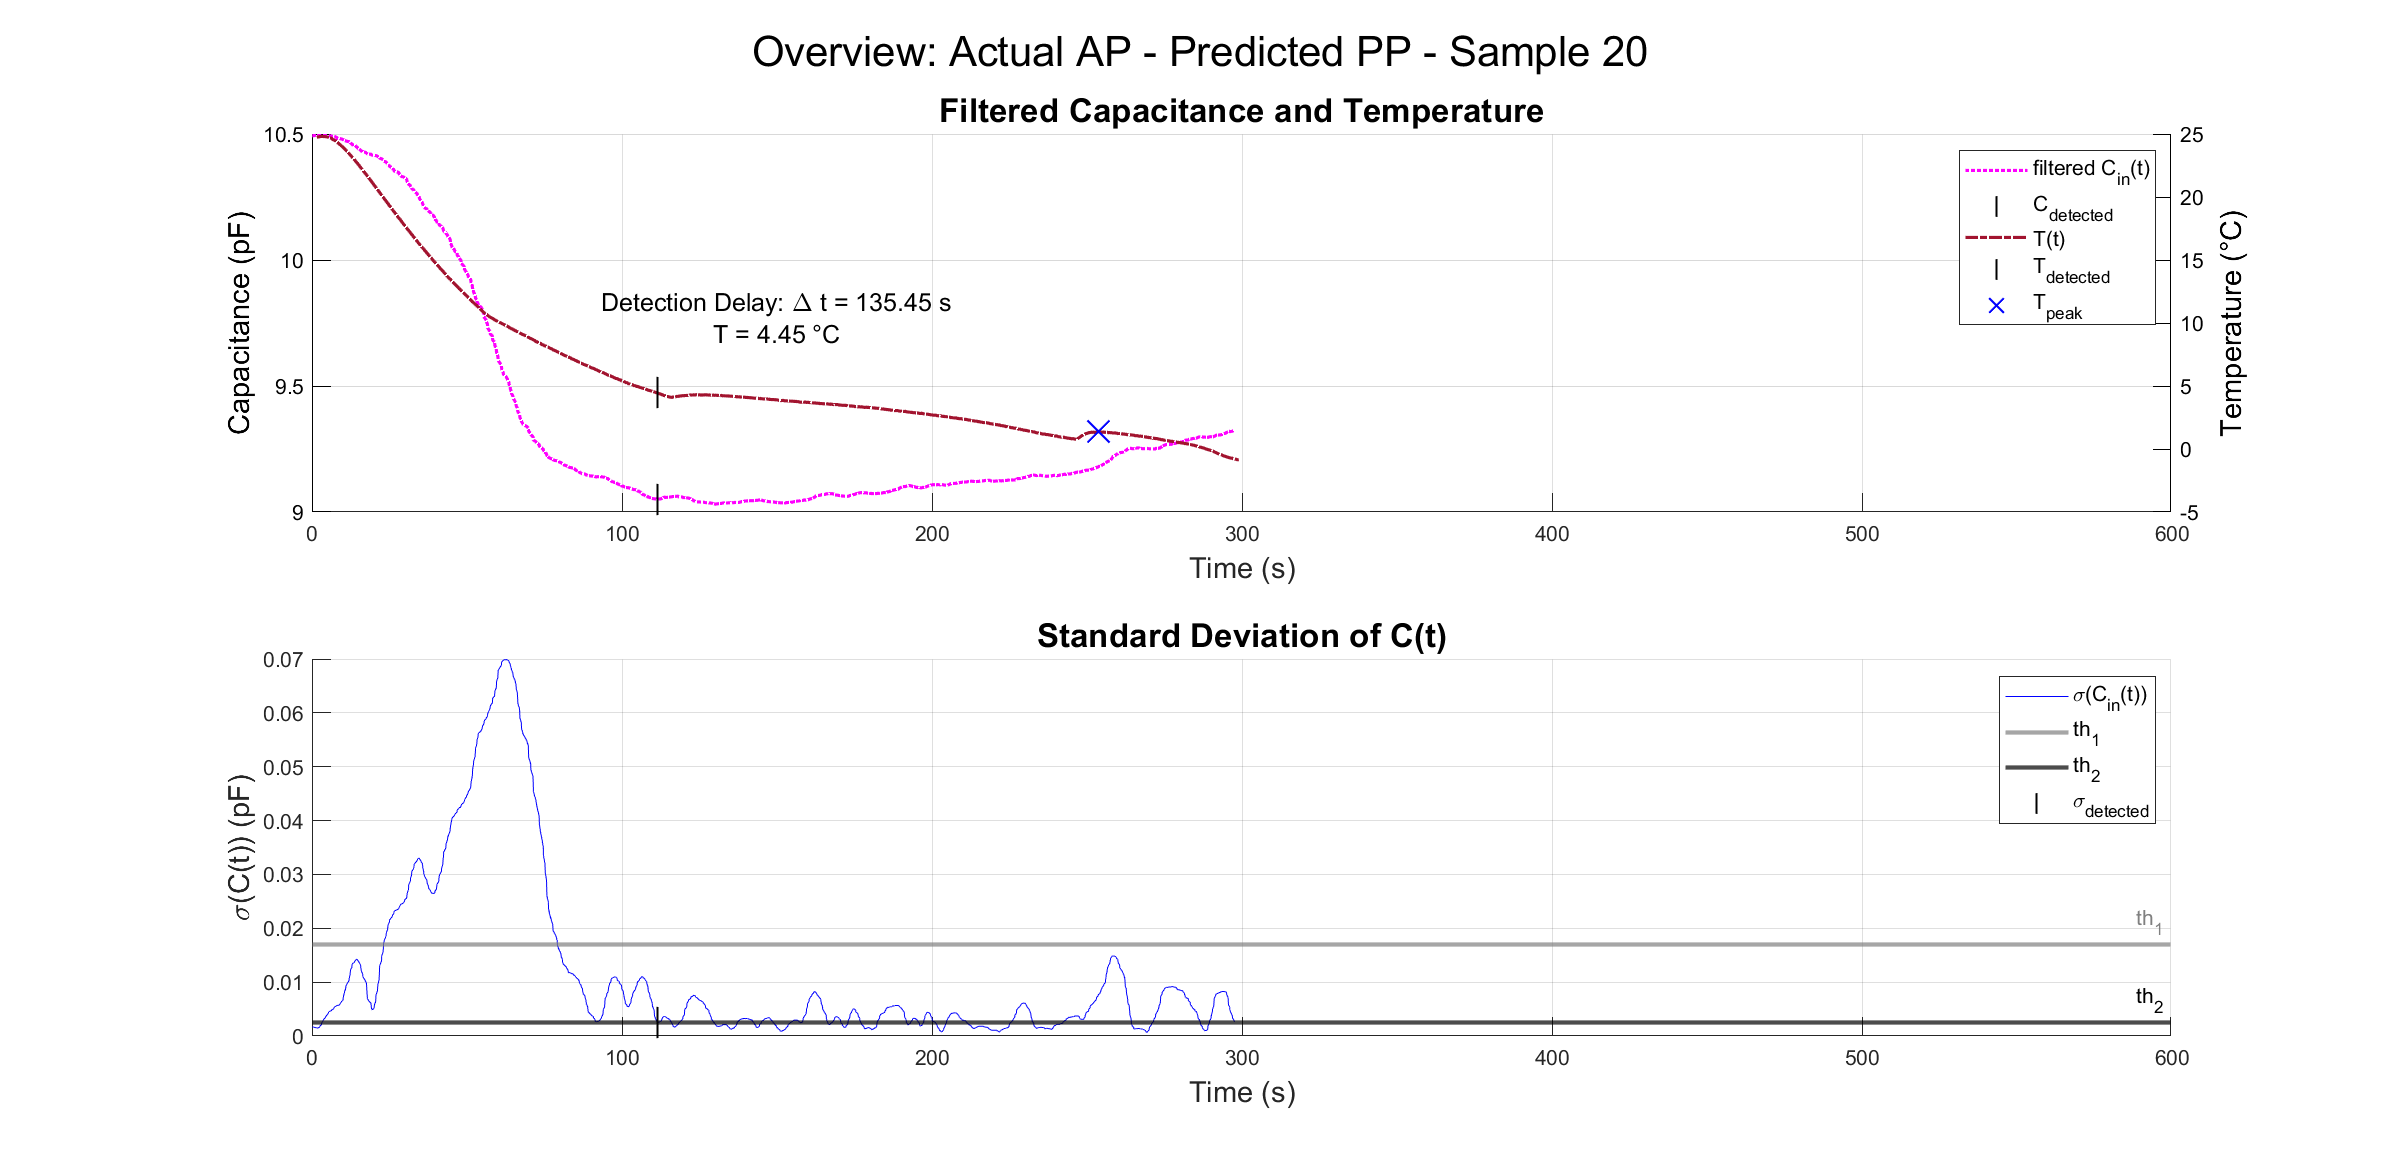 Overview: Actual AP - Predicted PP - Sample 20
Filtered Capacitance and Temperature
10.5
10
9.5
9
Capacitance (pF)
25
20
15
10
5
0
-5
Temperature (°C)
filtered C_in(t)
C_detected
T(t)
T_detected
T_peak
Detection Delay: Δ t = 135.45 s
T = 4.45 °C
0 100 200 300 400 500 600
Time (s)
Standard Deviation of C(t)
0.07
0.06
0.05
0.04
0.03
0.02
0.01
0
σ(C(t)) (pF)
σ(C_in(t))
th_1
th_2
σ_detected
th_1
th_2
0 100 200 300 400 500 600
Time (s)